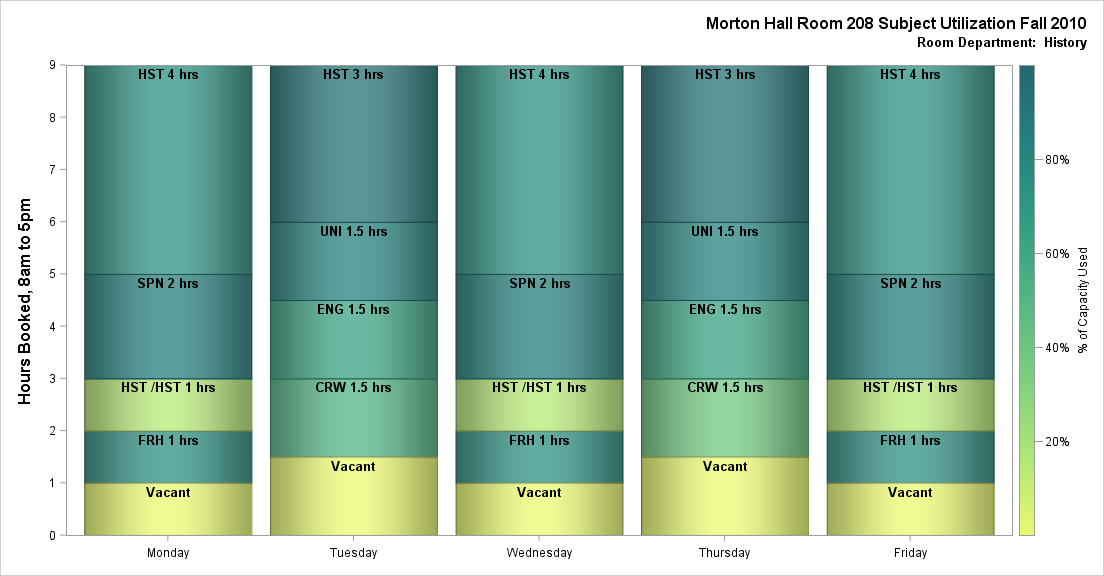 Morton Hall Room 208 Subject Utilization Fall 2010
Room Department:  History
Hours Booked, 8am to 5pm
9
8
7
6
5
4
3
2
1
0
HST 4 hrs
SPN 2 hrs
HST /HST 1 hrs
FRH 1 hrs
Vacant
HST 3 hrs
UNI 1.5 hrs
ENG 1.5 hrs
CRW 1.5 hrs
Vacant
HST 4 hrs
SPN 2 hrs
HST /HST 1 hrs
FRH 1 hrs
Vacant
HST 3 hrs
UNI 1.5 hrs
ENG 1.5 hrs
CRW 1.5 hrs
Vacant
HST 4 hrs
SPN 2 hrs
HST /HST 1 hrs
FRH 1 hrs
Vacant
Monday
Tuesday
Wednesday
Thursday
Friday
80%
60%
40%
20%
% of Capacity Used